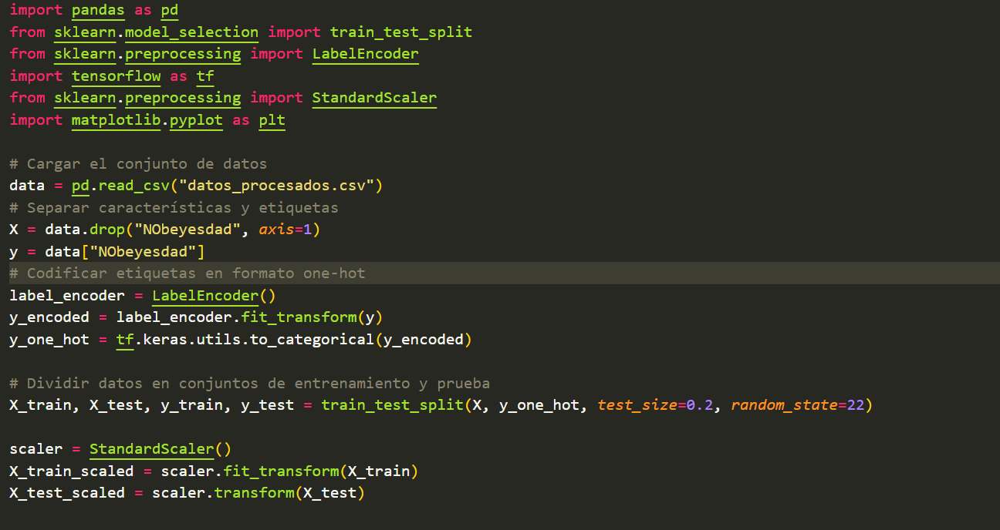 import pandas as pd
from sklearn.model_selection import train_test_split
from sklearn.preprocessing import LabelEncoder
import tensorflow as tf
from sklearn.preprocessing import StandardScaler
import matplotlib.pyplot as plt
# Cargar el conjunto de datos
data = pd.read_csv("datos_procesados.csv")
# Separar características y etiquetas
X = data.drop("NObeyesdad", axis=1)
y = data["NObeyesdad"]
# Codificar etiquetas en formato one-hot
label_encoder = LabelEncoder()
y_encoded = label_encoder.fit_transform(y)
y_one_hot = tf.keras.utils.to_categorical(y_encoded)
# Dividir datos en conjuntos de entrenamiento y prueba
X_train, X_test, y_train, y_test = train_test_split(X, y_one_hot, test_size=0.2, random_state=22)
scaler = StandardScaler()
X_train_scaled = scaler.fit_transform(X_train)
X_test_scaled = scaler.transform(X_test)